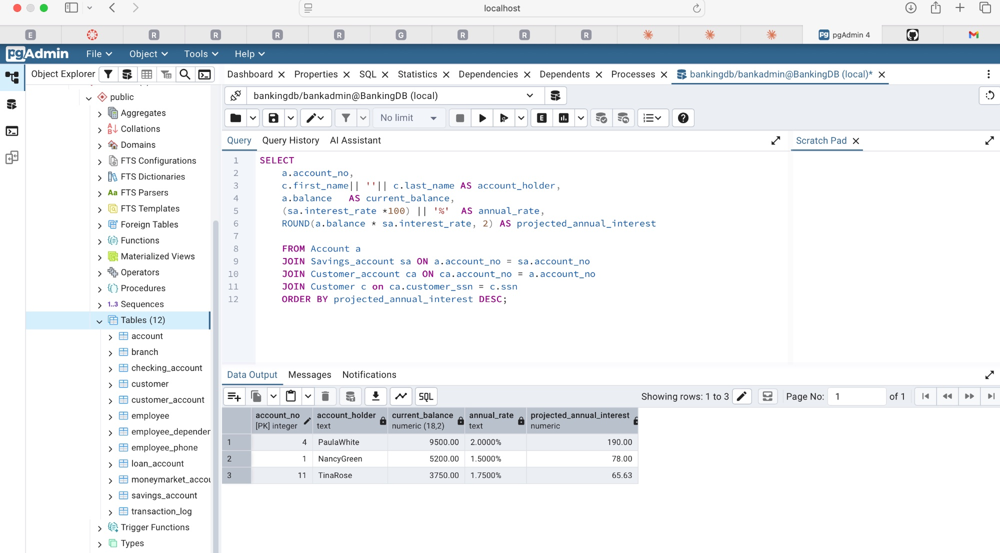 localhost
E
R
R
R
R
G
R
R
R
pg pgAdmin 4
pgAdmin
File
Object
Tools
Help
Object Explorer
Dashboard
Properties
SQL
Statistics
Dependencies
Dependents
Processes
bankingdb/bankadmin@BankingDB (local)*
bankingdb/bankadmin@BankingDB (local)
No limit
E
Query
Query History
AI Assistant
Scratch Pad
public
Aggregates
Collations
Domains
FTS Configurations
FTS Dictionaries
Aa FTS Parsers
FTS Templates
Foreign Tables
Functions
Materialized Views
Operators
Procedures
1..3 Sequences
Tables (12)
account
branch
checking_account
customer
customer_account
employee
employee_dependen
employee_phone
loan_account
moneymarket_accou
savings_account
transaction_log
Trigger Functions
Types
1 SELECT
2 a.account_no,
3 c.first_name|| ''|| c.last_name AS account_holder,
4 a.balance   AS current_balance,
5 (sa.interest_rate *100) || '%'  AS annual_rate,
6 ROUND(a.balance * sa.interest_rate, 2) AS projected_annual_interest
7
8 FROM Account a
9 JOIN Savings_account sa ON a.account_no = sa.account_no
10 JOIN Customer_account ca ON ca.account_no = a.account_no
11 JOIN Customer c on ca.customer_ssn = c.ssn
12 ORDER BY projected_annual_interest DESC;
Data Output
Messages
Notifications
SQL
Showing rows: 1 to 3
Page No: 1 of 1
account_no account_holder current_balance annual_rate projected_annual_interest
[PK] integer text numeric (18,2) text numeric
1 4 PaulaWhite 9500.00 2.0000% 190.00
2 1 NancyGreen 5200.00 1.5000% 78.00
3 11 TinaRose 3750.00 1.7500% 65.63